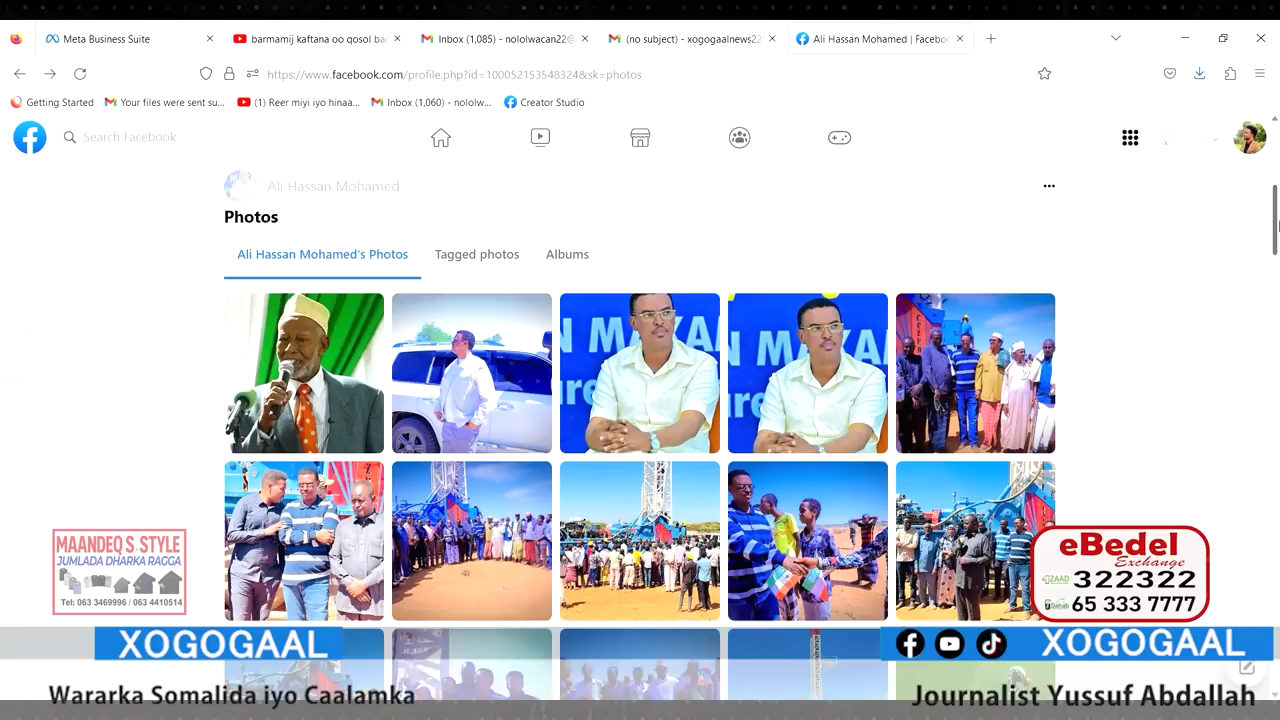 Meta Business Suite
barmamij kaftana oo qosol
Inbox (1,085) - nololwacan22@
(no subject) - xogogaalnews22
Ali Hassan Mohamed | Facebo
https://www.facebook.com/profile.php?id=100052153548324&sk=photos
Getting Started
Your files were sent su...
(1) Reer miyi iyo hinaa...
Inbox (1,060) - nololw...
Creator Studio
Search Facebook
Ali Hassan Mohamed
Photos
Ali Hassan Mohamed's Photos
Tagged photos
Albums
MAANDEQ S.STYLE
JUMLADA DHARKA RAGGA
Tel: 063 3469996 / 063 4410514
eBedel
Exchange
ZAAD 322322
Dahab 65 333 7777
XOGOGAAL
XOGOGAAL
Wararka Somalida iyo Caalamka
Journalist Yussuf Abdallah